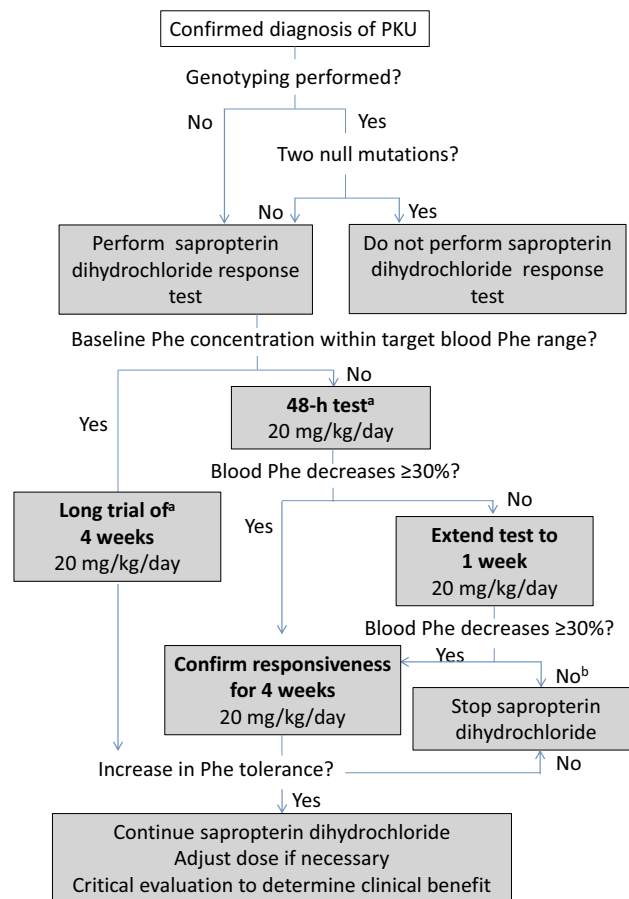 Confirmed diagnosis of PKU
Genotyping performed?
No
Yes
Two null mutations?
No
Yes
Perform sapropterin
dihydrochloride response
test
Do not perform sapropterin
dihydrochloride response
test
Baseline Phe concentration within target blood Phe range?
Yes
No
48-h testᵃ
20 mg/kg/day
Blood Phe decreases ≥30%?
Long trial ofᵃ
4 weeks
20 mg/kg/day
Yes
No
Extend test to
1 week
20 mg/kg/day
Blood Phe decreases ≥30%?
Yes
Noᵇ
Confirm responsiveness
for 4 weeks
20 mg/kg/day
Stop sapropterin
dihydrochloride
Increase in Phe tolerance?
No
Yes
Continue sapropterin dihydrochloride
Adjust dose if necessary
Critical evaluation to determine clinical benefit